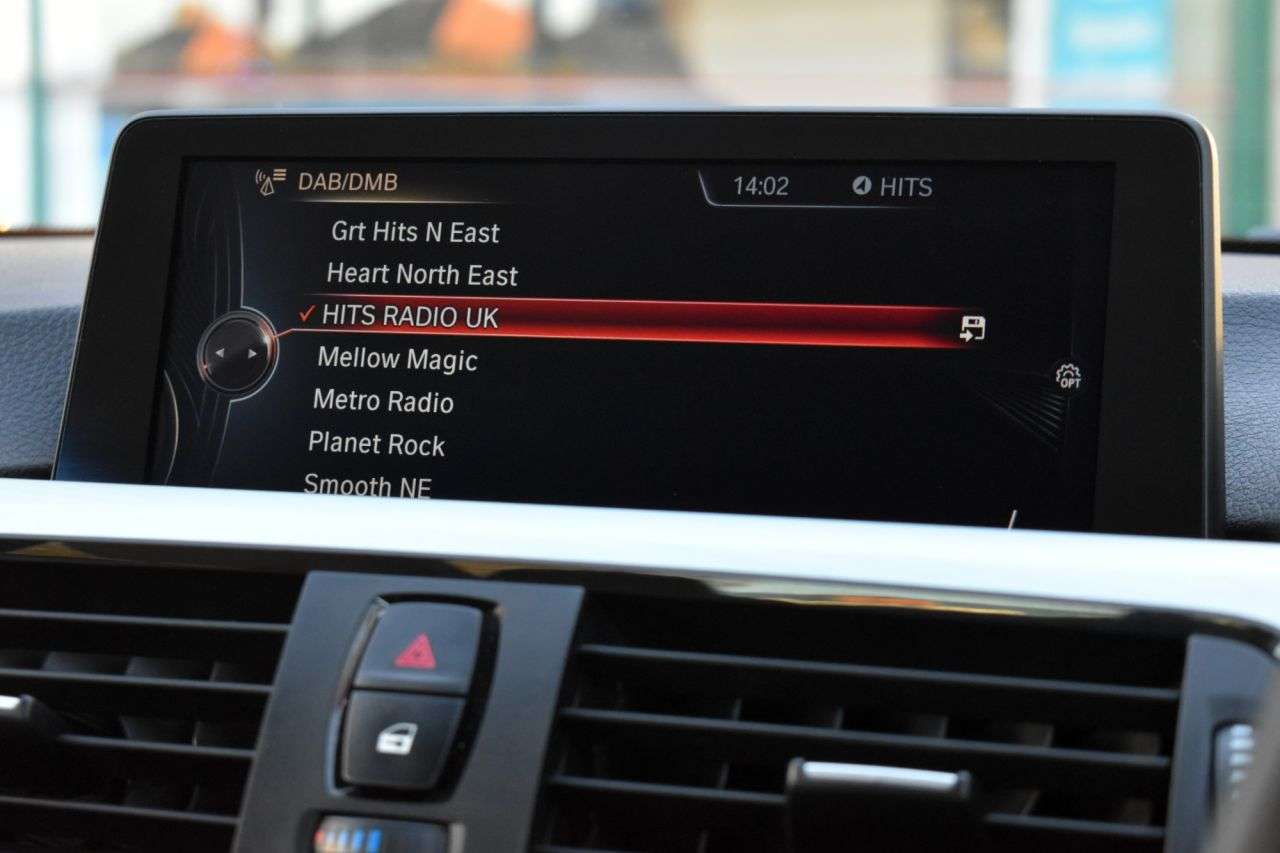 DAB/DMB
14:02
HITS
Grt Hits N East
Heart North East
HITS RADIO UK
Mellow Magic
Metro Radio
Planet Rock
Smooth NE
OPT